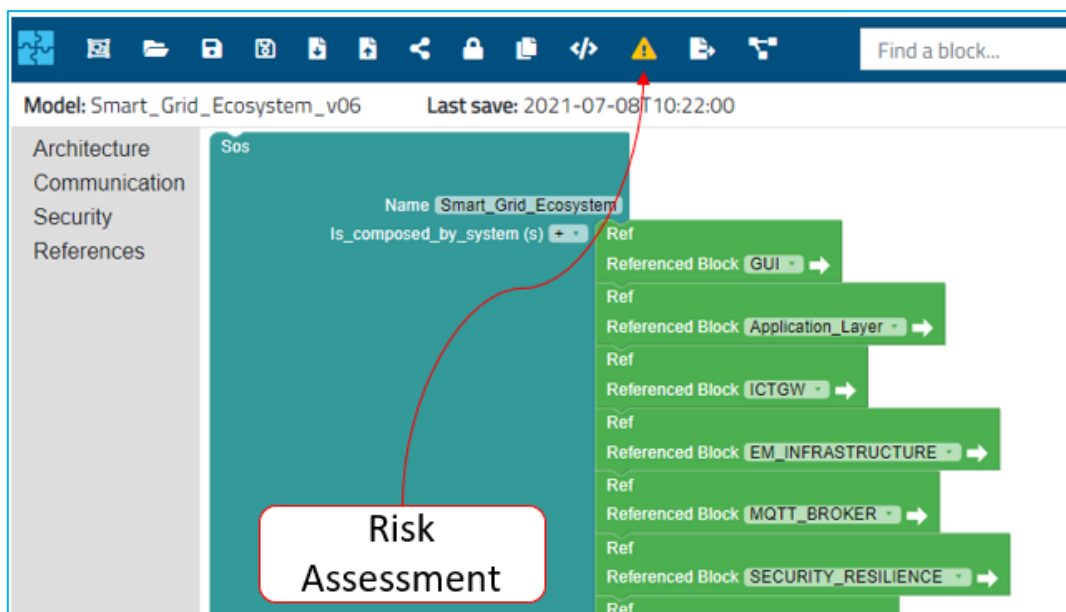 Find a block...
Model: Smart_Grid_Ecosystem_v06 Last save: 2021-07-08T10:22:00
Architecture
Communication
Security
References
Sos
Name Smart_Grid_Ecosystem
Is_composed_by_system (s) +
Ref
Referenced Block GUI
Ref
Referenced Block Application_Layer
Ref
Referenced Block ICTGW
Ref
Referenced Block EM_INFRASTRUCTURE
Ref
Referenced Block MQTT_BROKER
Ref
Referenced Block SECURITY_RESILIENCE
Ref
Risk
Assessment